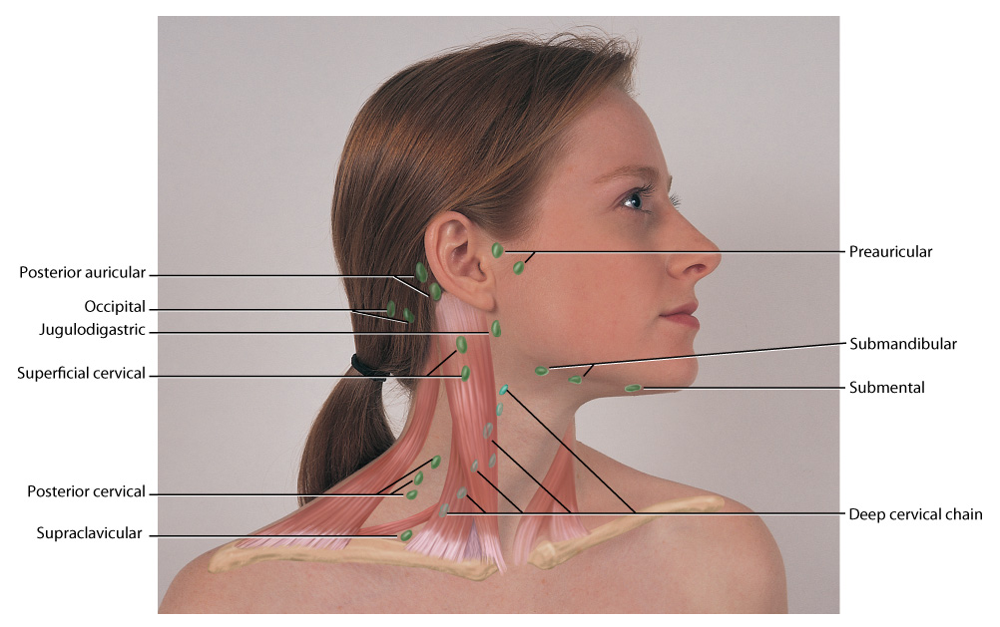 Posterior auricular
Occipital
Jugulodigastric
Superficial cervical
Posterior cervical
Supraclavicular
Preauricular
Submandibular
Submental
Deep cervical chain